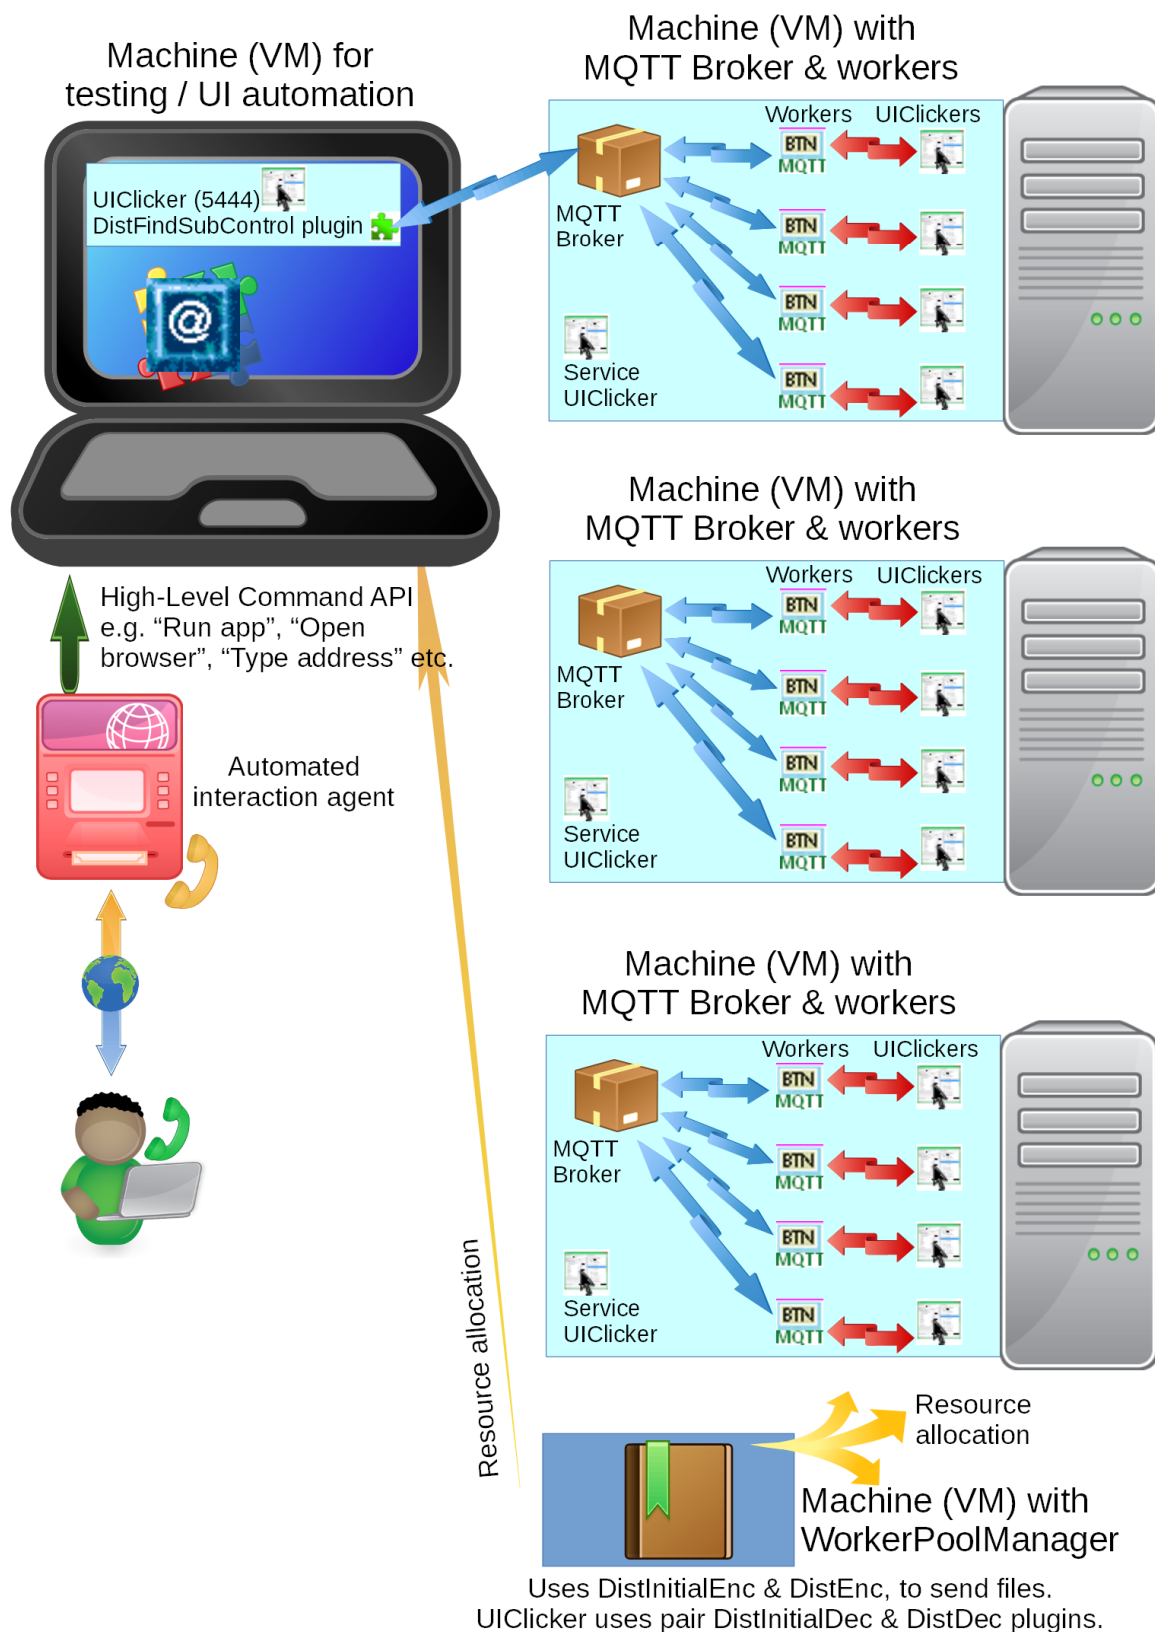 Machine (VM) for
testing / UI automation
UIClicker (5444)
DistFindSubControl plugin
@
Machine (VM) with
MQTT Broker & workers
Workers
UIClickers
MQTT
Broker
BTN
MQTT
BTN
MQTT
BTN
MQTT
BTN
MQTT
Service
UIClicker
Machine (VM) with
MQTT Broker & workers
Workers
UIClickers
MQTT
Broker
BTN
MQTT
BTN
MQTT
BTN
MQTT
BTN
MQTT
Service
UIClicker
High-Level Command API
e.g. “Run app”, “Open
browser”, “Type address” etc.
Automated
interaction agent
Machine (VM) with
MQTT Broker & workers
Workers
UIClickers
MQTT
Broker
BTN
MQTT
BTN
MQTT
BTN
MQTT
BTN
MQTT
Service
UIClicker
Resource allocation
Resource
allocation
Machine (VM) with
WorkerPoolManager
Uses DistInitialEnc & DistEnc, to send files.
UIClicker uses pair DistInitialDec & DistDec plugins.